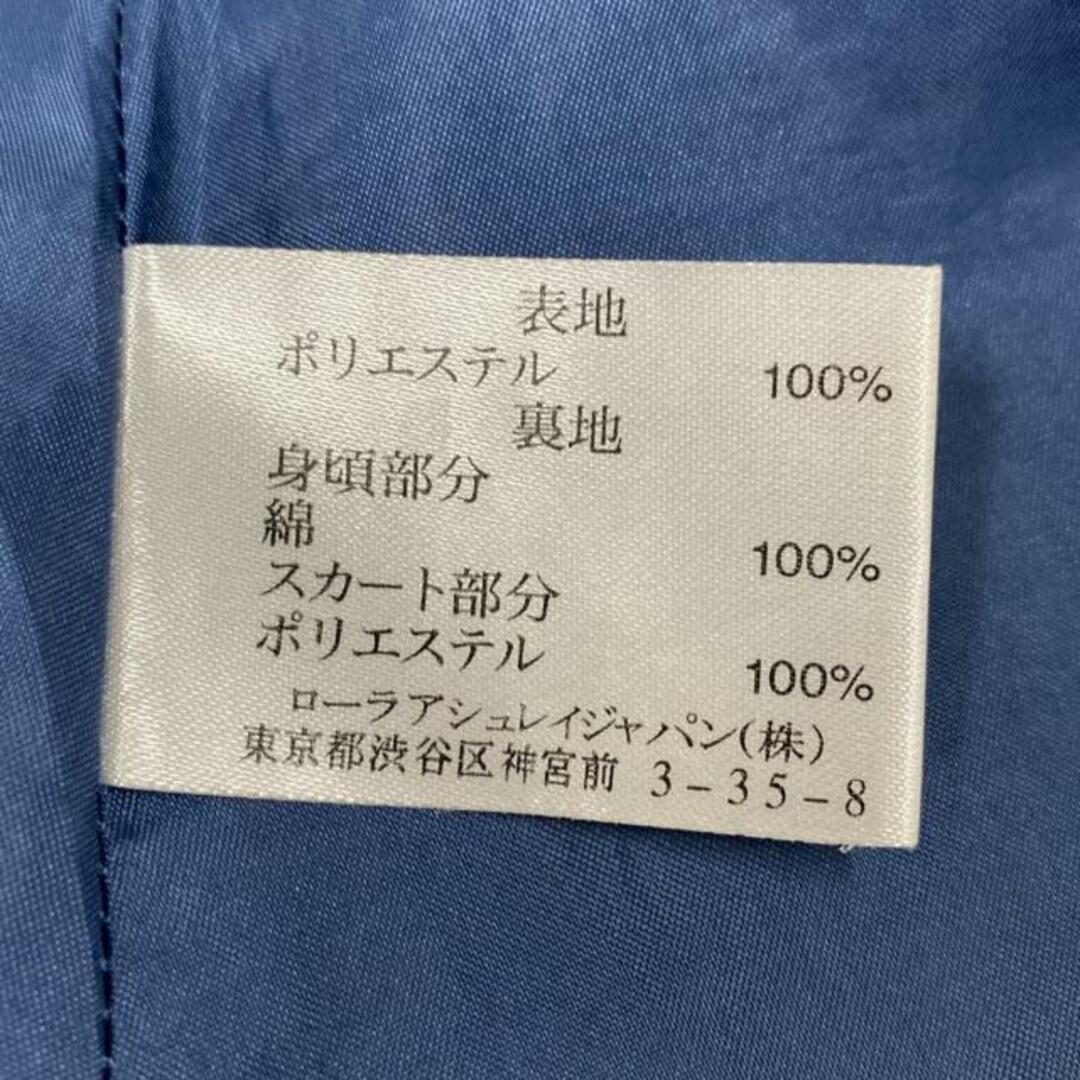 表地
ポリエステル 100%
裏地
身頃部分
綿 100%
スカート部分
ポリエステル 100%
ローラアシュレイジャパン(株)
東京都渋谷区神宮前 3-35-8